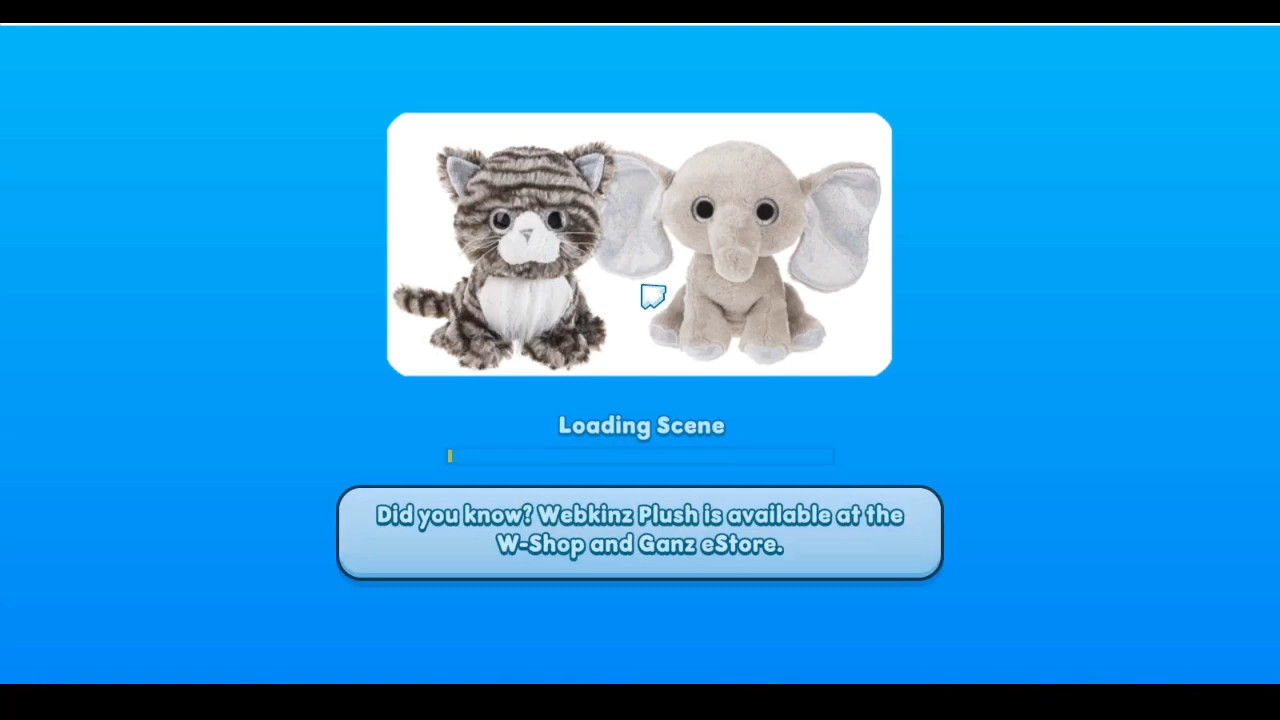 Loading Scene
Did you know? Webkinz Plush is available at the
W-Shop and Ganz eStore.